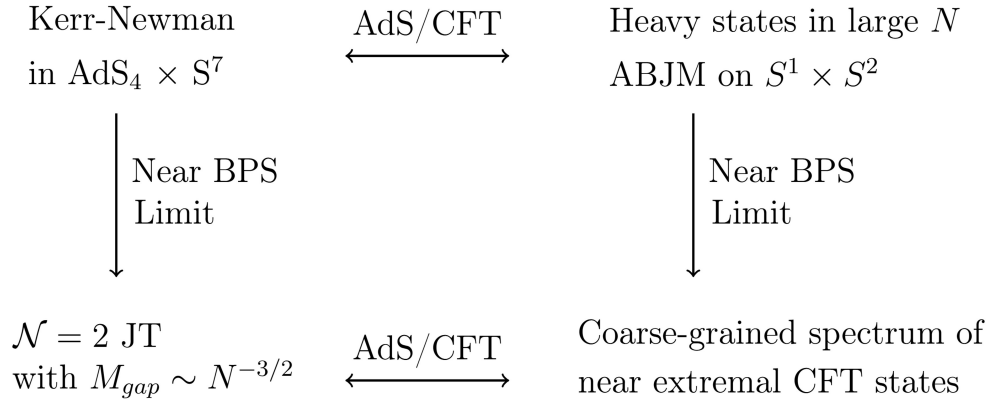 Kerr-Newman
in AdS₄ × S⁷
AdS/CFT
Heavy states in large N
ABJM on S¹ × S²
Near BPS
Limit
Near BPS
Limit
𝒩 = 2 JT
with M_gap ∼ N^{-3/2}
AdS/CFT
Coarse-grained spectrum of
near extremal CFT states